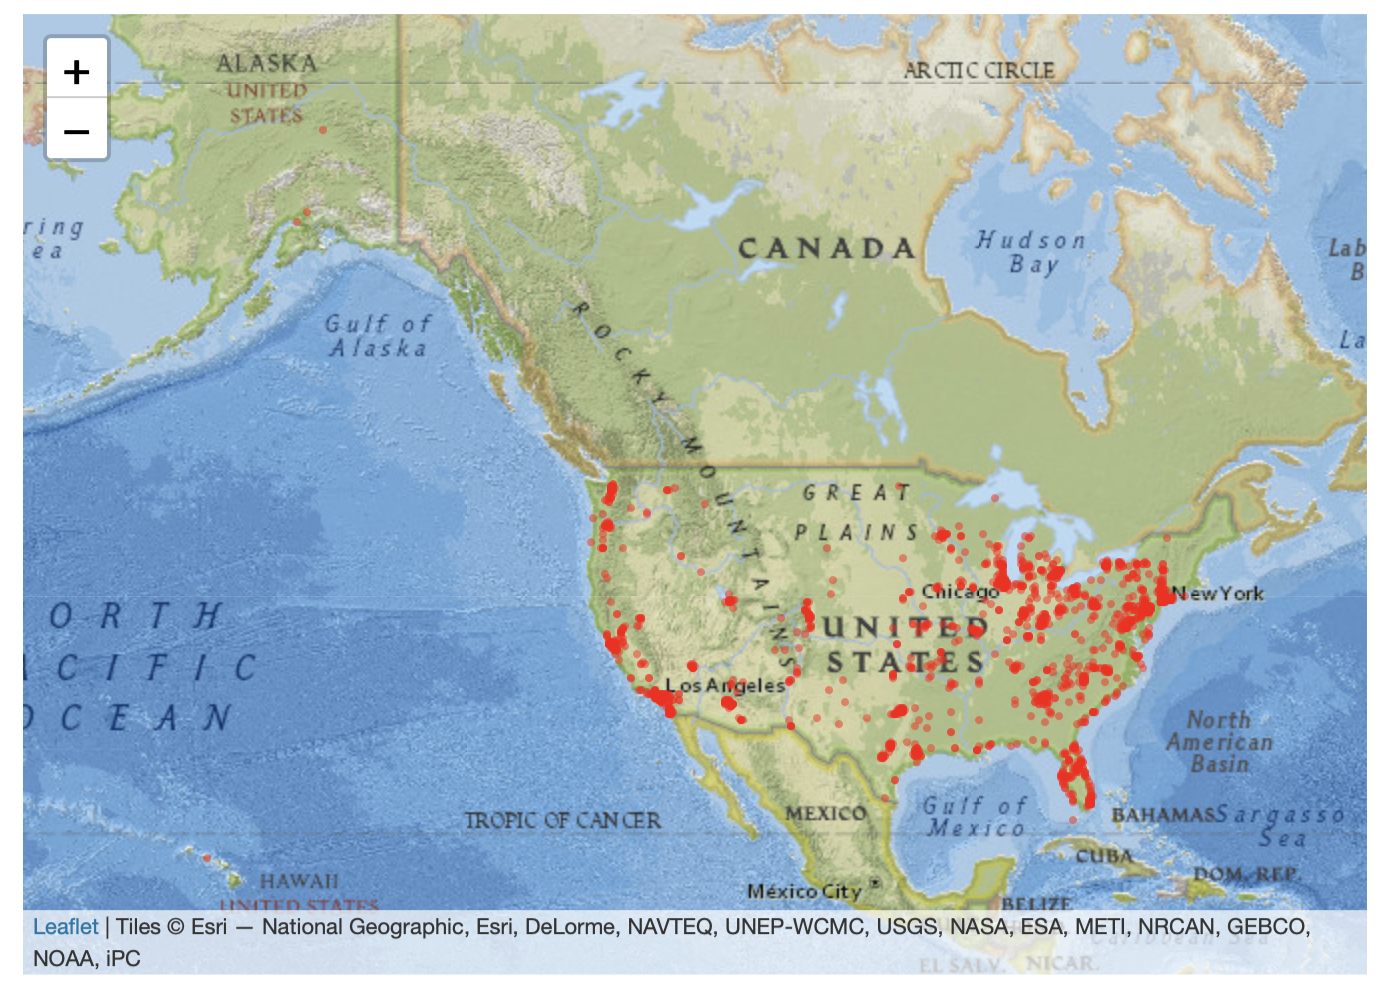 +
−
ALASKA
UNITED
STATES
ARCTIC CIRCLE
ring
ea
Hudson
Bay
CANADA
Lab
B
La
Gulf of
Alaska
ROCKY MOUNTAINS
GREAT
PLAINS
Chicago
New York
ORTH
ACIFIC
OCEAN
UNITED
STATES
Los Angeles
North
American
Basin
TROPIC OF CANCER
MEXICO
Gulf of
Mexico
BAHAMAS
Sargasso
Sea
CUBA
DOM. REP.
HAWAII
UNITED STATES
México City
BELIZE
Caribbean Sea
EL SALV.
NICAR.
Leaflet | Tiles © Esri — National Geographic, Esri, DeLorme, NAVTEQ, UNEP-WCMC, USGS, NASA, ESA, METI, NRCAN, GEBCO,
NOAA, iPC